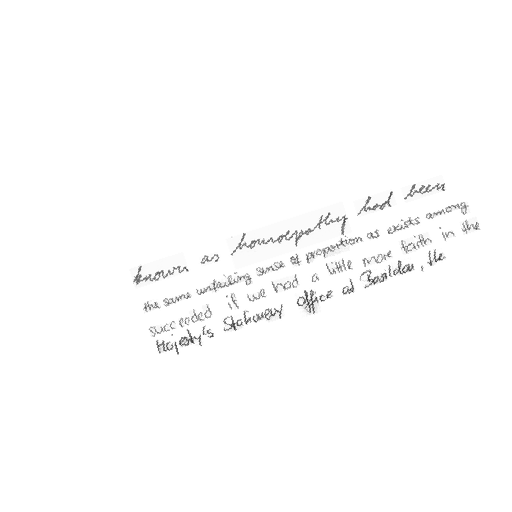 known as homoeopathy had been
the same unfailing sense of proportion as exists among
succeeded if we had a little more faith in the
Majesty's Stationery Office at Basildon, the